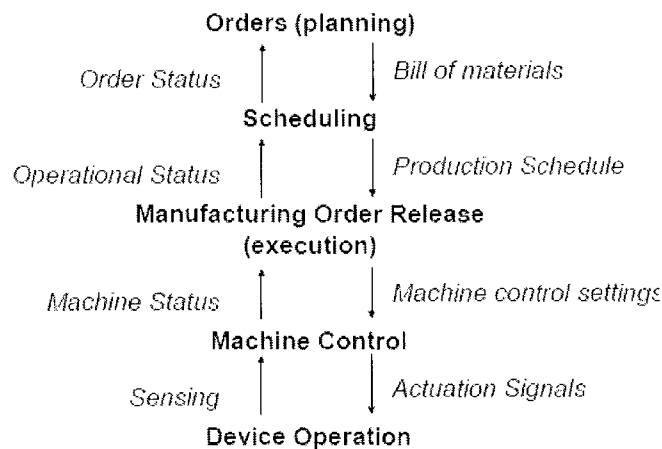 Orders (planning)
Order Status
Bill of materials
Scheduling
Operational Status
Production Schedule
Manufacturing Order Release
(execution)
Machine Status
Machine control settings
Machine Control
Sensing
Actuation Signals
Device Operation